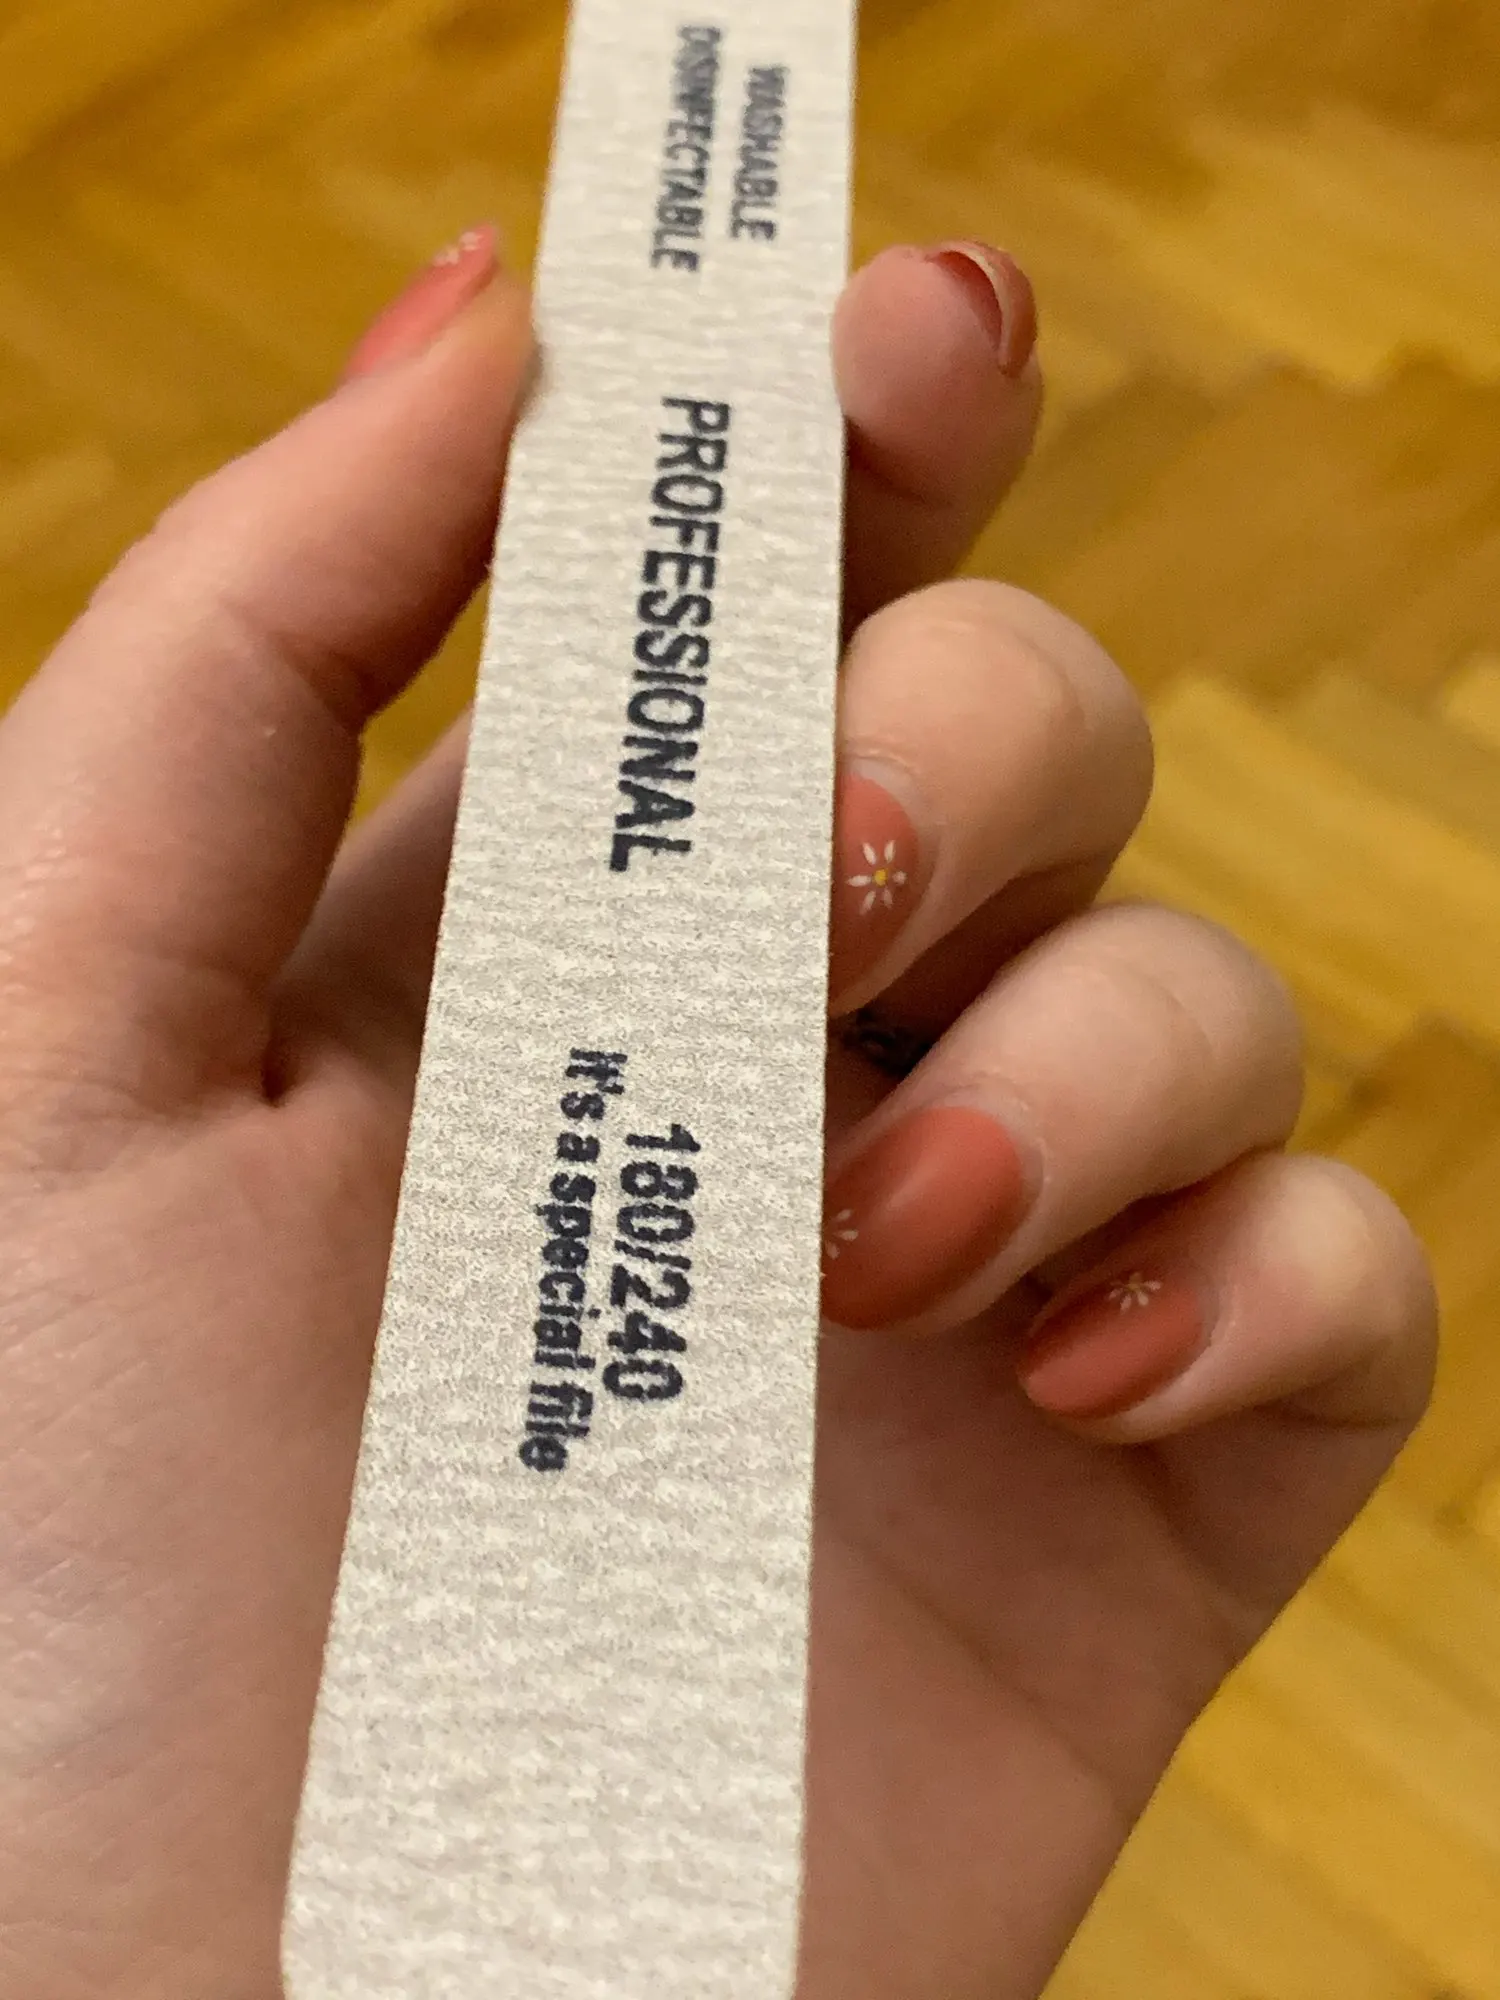 WASHABLE
DISINFECTABLE
PROFESSIONAL
180/240
It's a special file